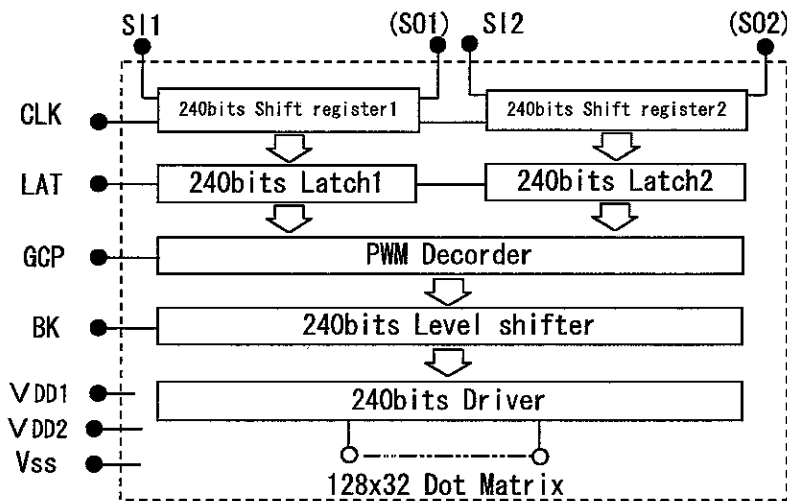 SI1 (SO1) SI2 (SO2)
CLK 240bits Shift register1 240bits Shift register2
LAT 240bits Latch1 240bits Latch2
GCP PWM Decorder
BK 240bits Level shifter
VDD1 240bits Driver
VDD2
Vss
128x32 Dot Matrix